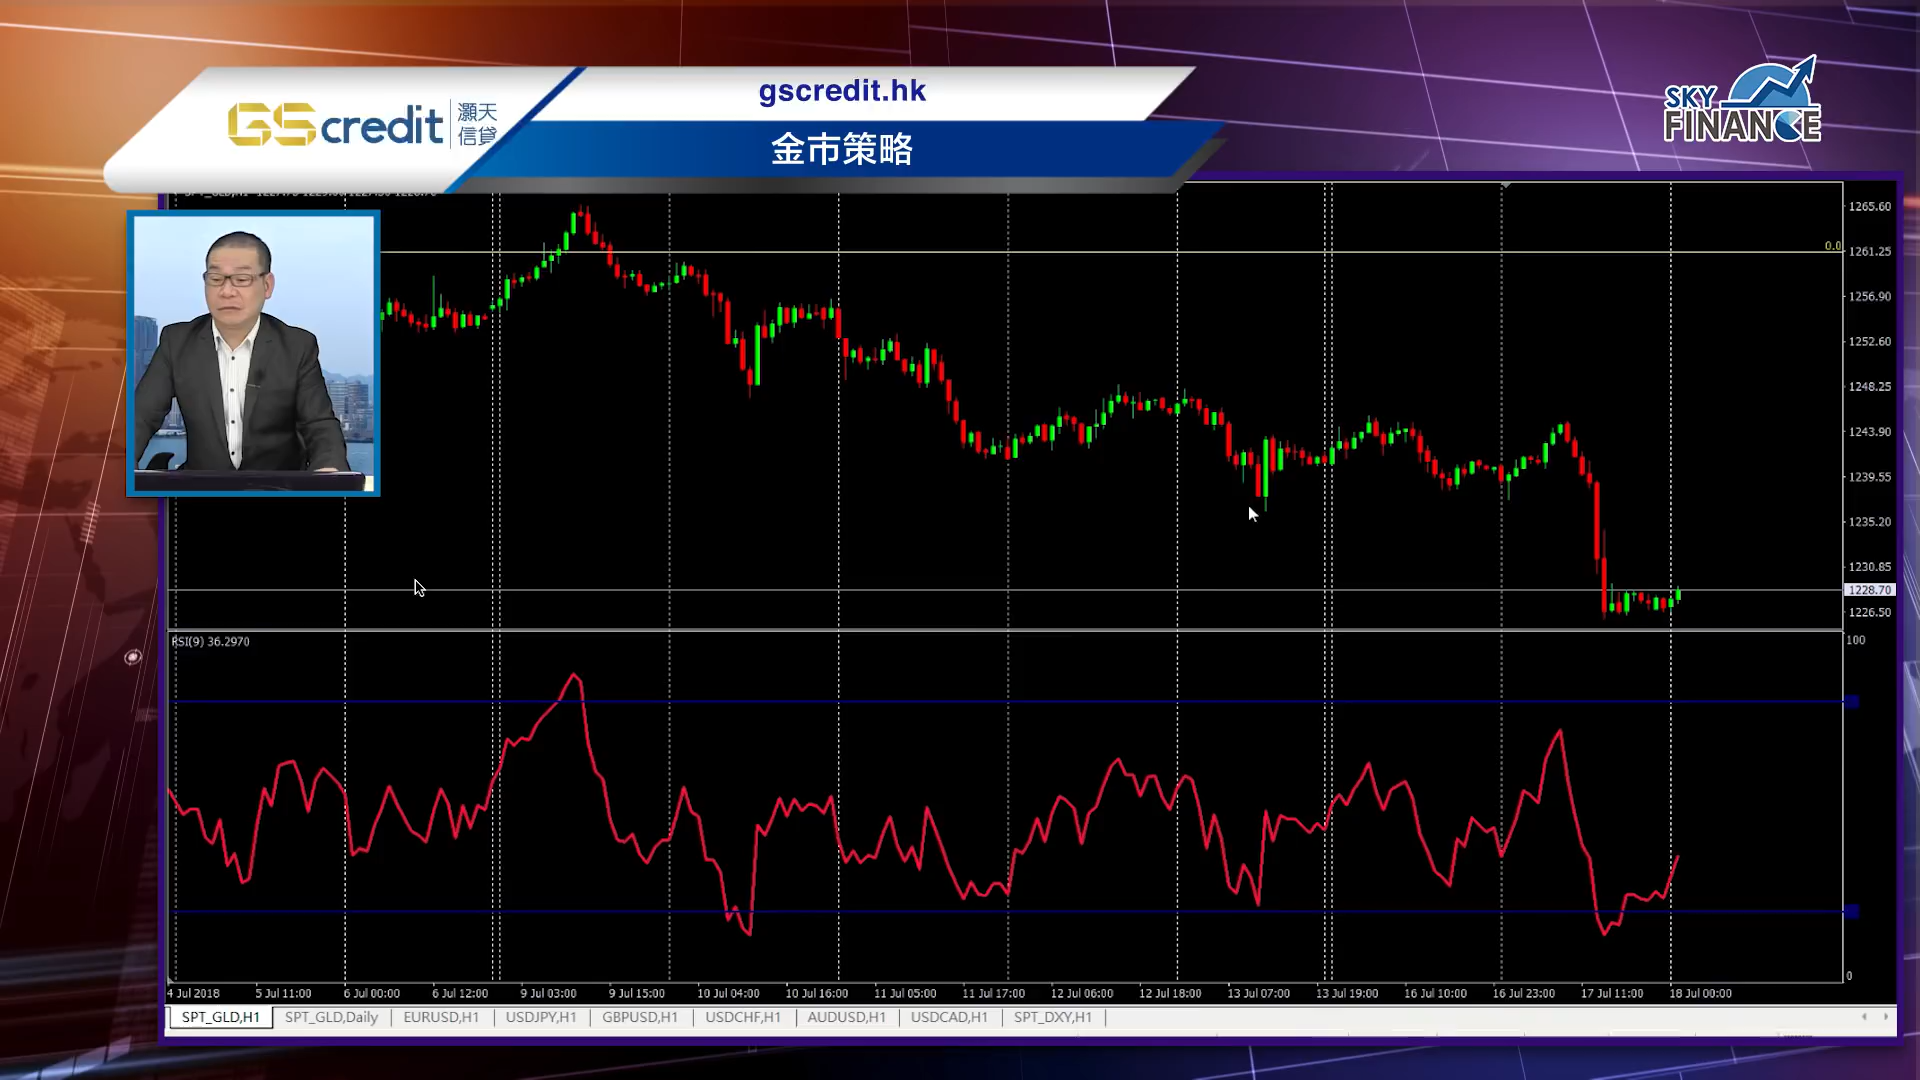 GS credit 灝天信貸
gscredit.hk
金市策略
SKY FINANCE
1265.60
0.0
1261.25
1256.90
1252.60
1248.25
1243.90
1239.55
1235.20
1230.85
1228.70
1226.50
RSI(9) 36.2970
100
0
4 Jul 2018 5 Jul 11:00 6 Jul 00:00 6 Jul 12:00 9 Jul 03:00 9 Jul 15:00 10 Jul 04:00 10 Jul 16:00 11 Jul 05:00 11 Jul 17:00 12 Jul 06:00 12 Jul 18:00 13 Jul 07:00 13 Jul 19:00 16 Jul 10:00 16 Jul 23:00 17 Jul 11:00 18 Jul 00:00
SPT_GLD,H1 SPT_GLD,Daily EURUSD,H1 USDJPY,H1 GBPUSD,H1 USDCHF,H1 AUDUSD,H1 USDCAD,H1 SPT_DXY,H1